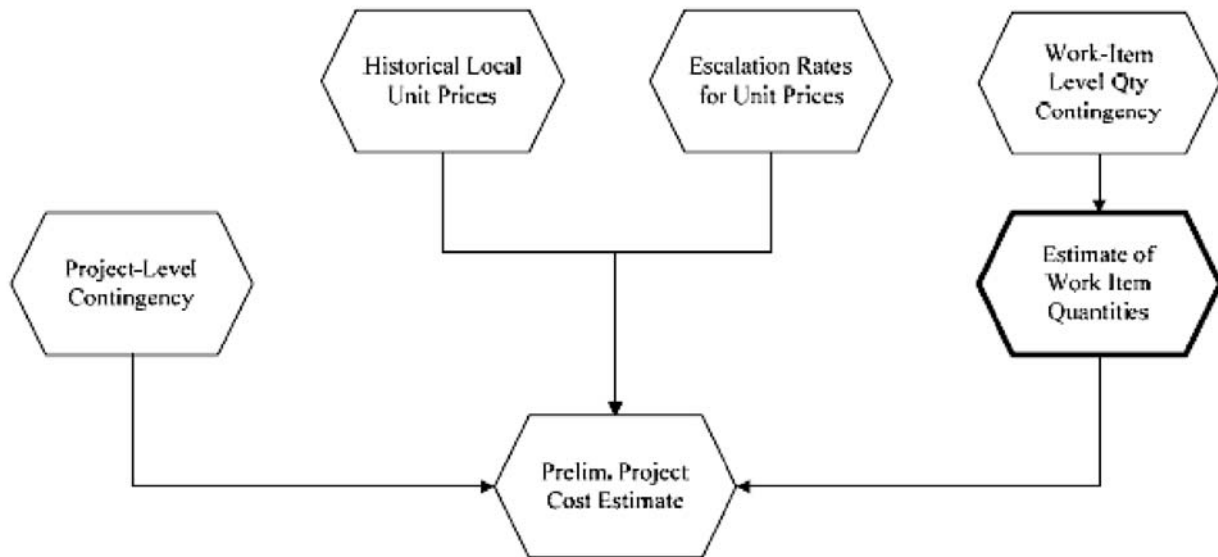 Historical Local
Unit Prices
Escalation Rates
for Unit Prices
Work-Item
Level Qty
Contingency
Project-Level
Contingency
Estimate of
Work Item
Quantities
Prelim. Project
Cost Estimate